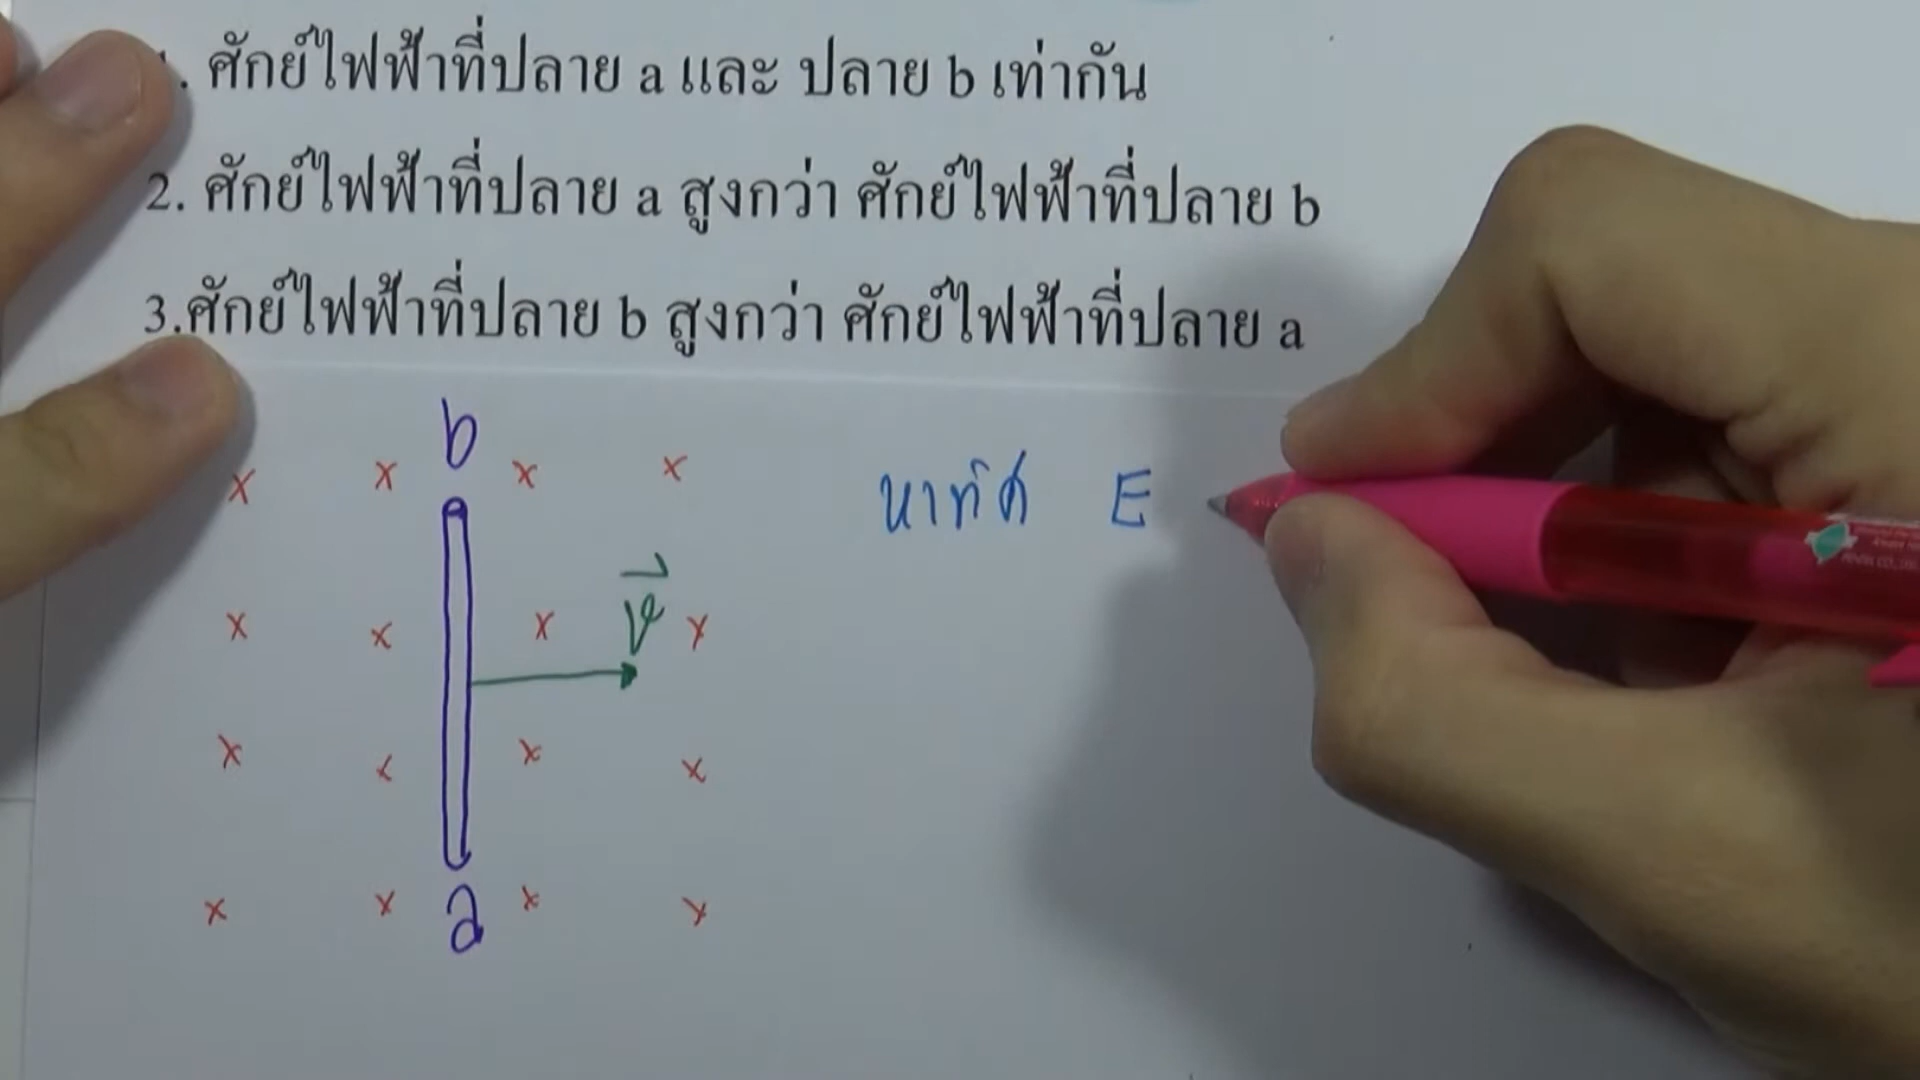 1. ศักย์ไฟฟ้าที่ปลาย a และ ปลาย b เท่ากัน
2. ศักย์ไฟฟ้าที่ปลาย a สูงกว่า ศักย์ไฟฟ้าที่ปลาย b
3.ศักย์ไฟฟ้าที่ปลาย b สูงกว่า ศักย์ไฟฟ้าที่ปลาย a
b
x x x x
หาทิศ E
v
x x x x
x x x x
x x x x
a